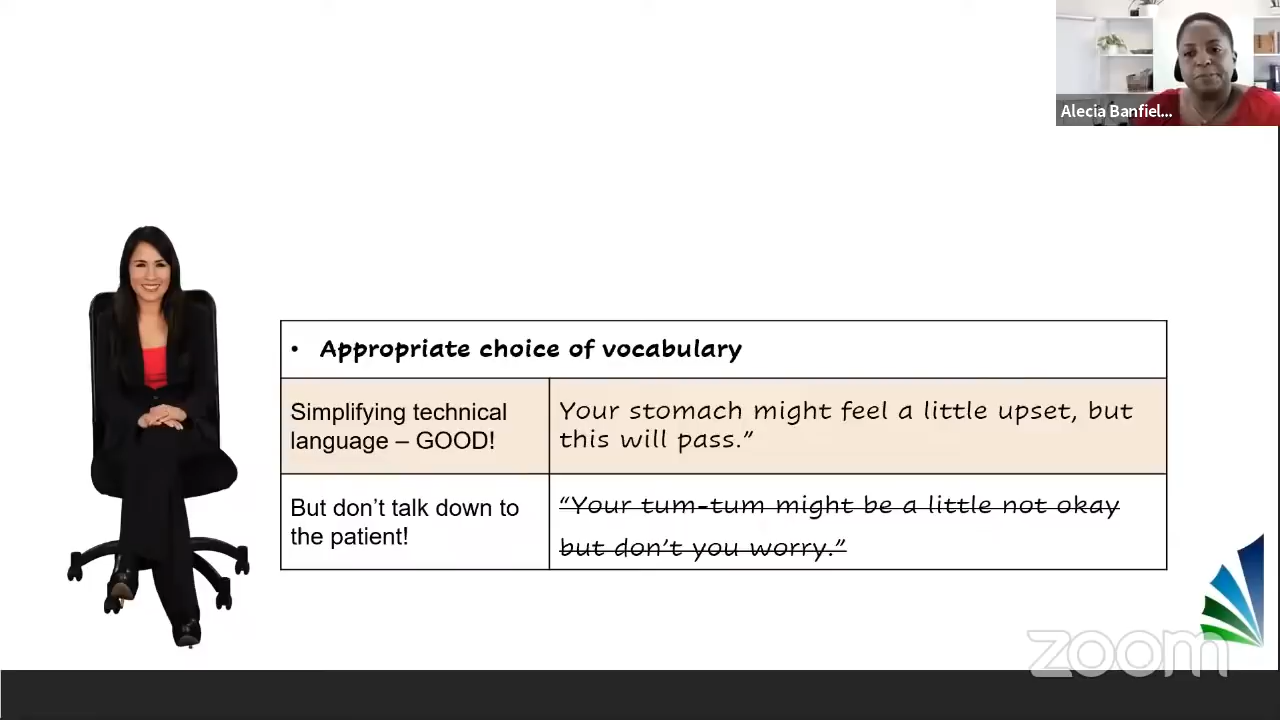 Alecia Banfiel...
• Appropriate choice of vocabulary
Simplifying technical
language – GOOD!
Your stomach might feel a little upset, but
this will pass.”
But don’t talk down to
the patient!
“Your tum-tum might be a little not okay
but don’t you worry.”
zoom